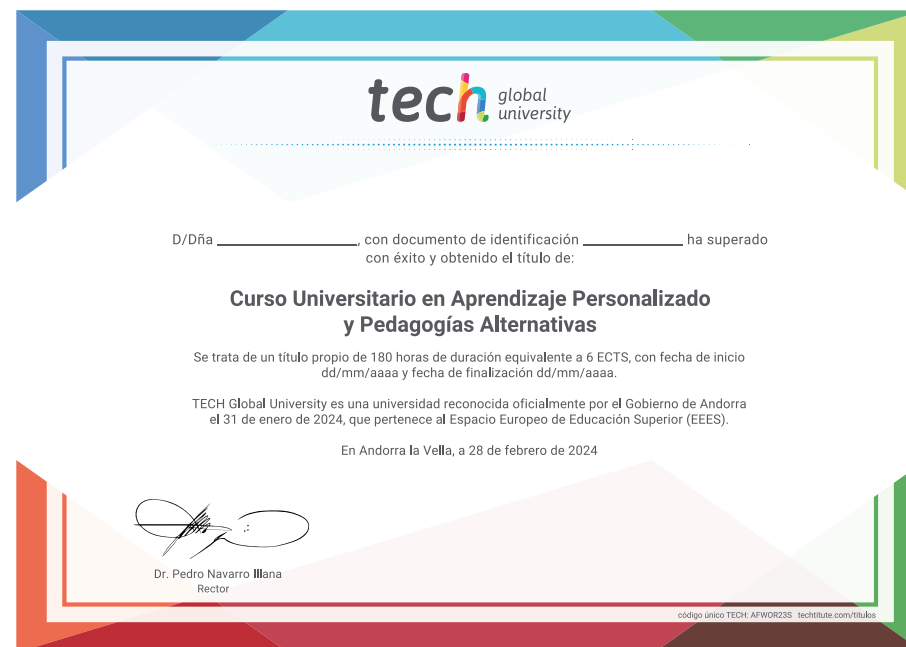 tech global
university
D/Dña ____________, con documento de identificación ____________ ha superado
con éxito y obtenido el título de:
Curso Universitario en Aprendizaje Personalizado
y Pedagogías Alternativas
Se trata de un título propio de 180 horas de duración equivalente a 6 ECTS, con fecha de inicio
dd/mm/aaaa y fecha de finalización dd/mm/aaaa.
TECH Global University es una universidad reconocida oficialmente por el Gobierno de Andorra
el 31 de enero de 2024, que pertenece al Espacio Europeo de Educación Superior (EEES).
En Andorra la Vella, a 28 de febrero de 2024
Dr. Pedro Navarro Illana
Rector
código único TECH: AFWOR23S techtitute.com/titulos